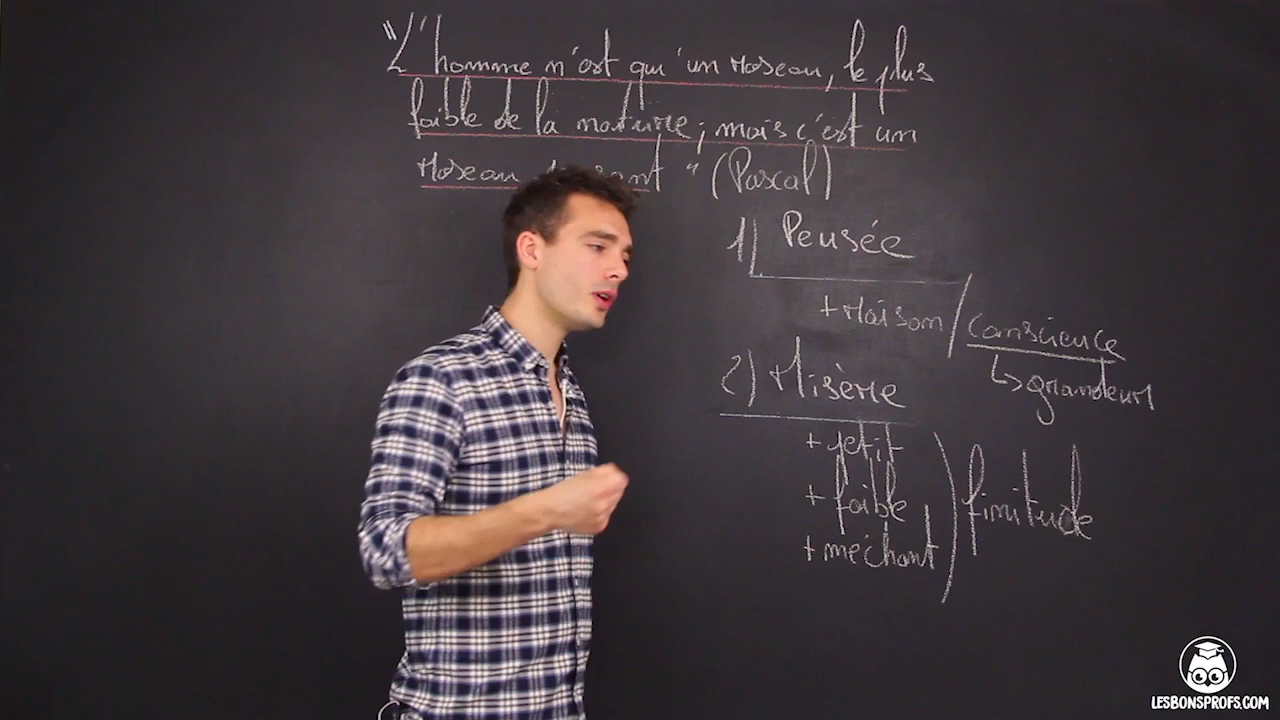 "L'homme n'est qu'un roseau, le plus
faible de la nature ; mais c'est un
roseau " (Pascal)
1) Pensée
+ raison / conscience
↳ grandeur
2) Misère
+ petit
+ faible ) finitude
+ méchant
LESBONSPROFS.COM